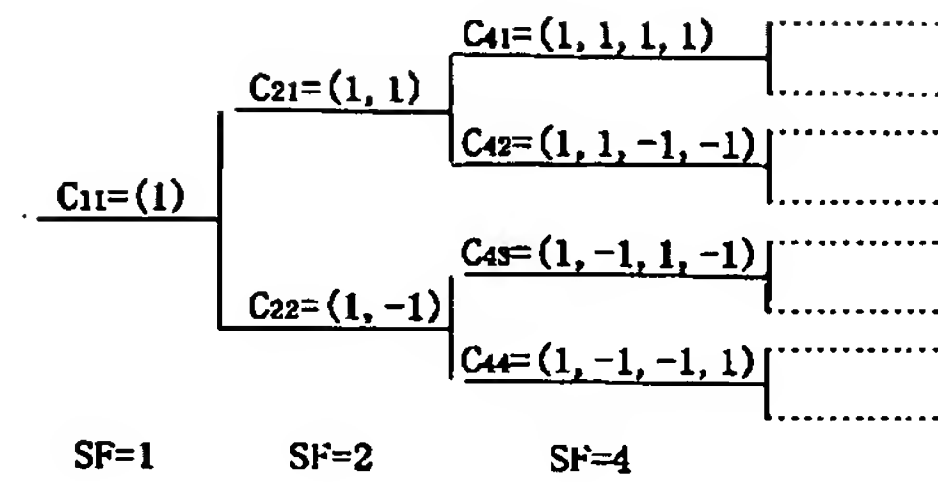 C41=(1, 1, 1, 1)
C21=(1, 1)
C42=(1, 1, -1, -1)
C11=(1)
C43=(1, -1, 1, -1)
C22=(1, -1)
C44=(1, -1, -1, 1)
SF=1 SF=2 SF=4